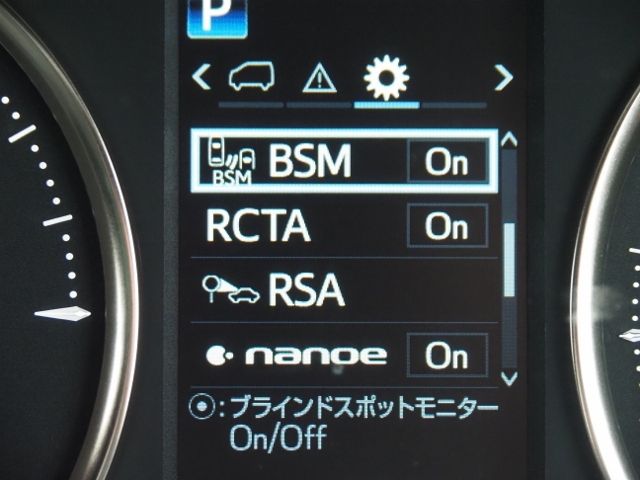 P
BSM BSM On
RCTA On
RSA
nanoe On
⦿:ブラインドスポットモニター
On/Off